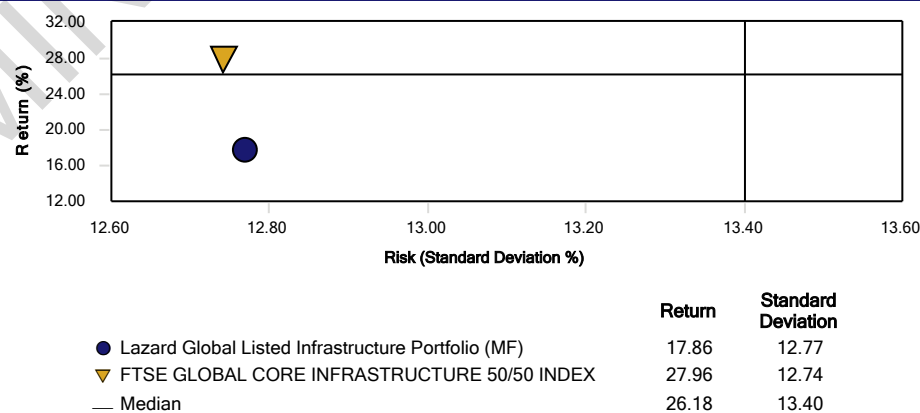 32.00
28.00
24.00
20.00
16.00
12.00
Return (%)
12.60 12.80 13.00 13.20 13.40 13.60
Risk (Standard Deviation %)
Return Standard Deviation
Lazard Global Listed Infrastructure Portfolio (MF) 17.86 12.77
FTSE GLOBAL CORE INFRASTRUCTURE 50/50 INDEX 27.96 12.74
Median 26.18 13.40